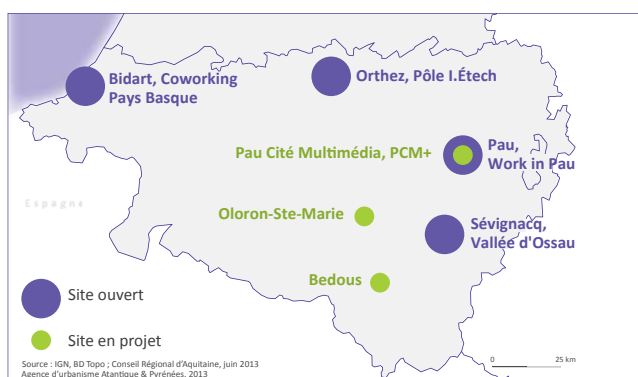 Bidart, Coworking
Pays Basque
Orthez, Pôle I.Étech
Pau Cité Multimédia, PCM+
Pau,
Work in Pau
Espagne
Oloron-Ste-Marie
Sévignacq,
Vallée d'Ossau
Bedous
Site ouvert
Site en projet
Source : IGN, BD Topo ; Conseil Régional d'Aquitaine, juin 2013
Agence d'urbanisme Atantique & Pyrénées, 2013
0 25 km